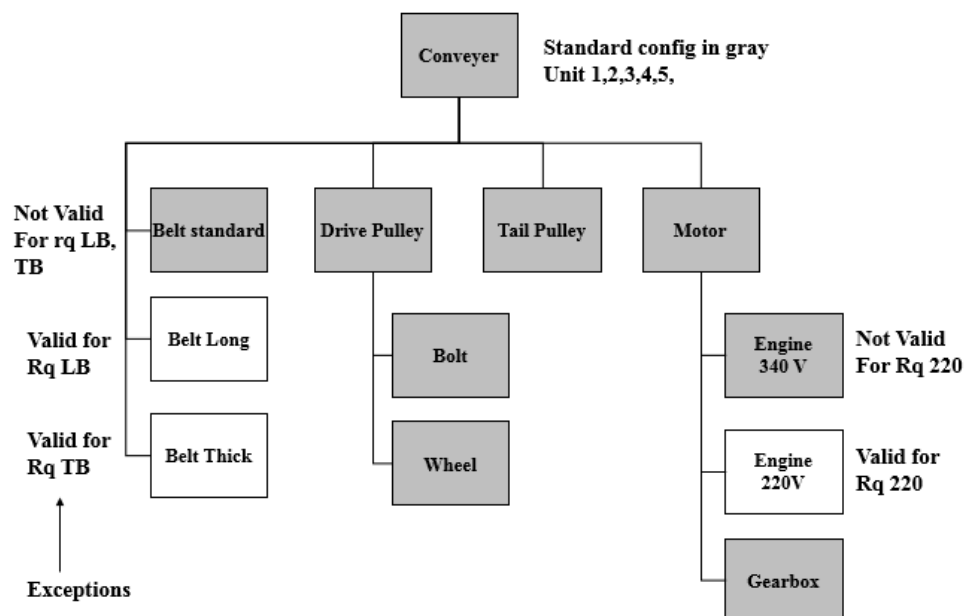 Conveyer
Standard config in gray
Unit 1,2,3,4,5,
Not Valid
For rq LB,
TB
Belt standard
Drive Pulley
Tail Pulley
Motor
Valid for
Rq LB
Belt Long
Bolt
Engine
340 V
Not Valid
For Rq 220
Valid for
Rq TB
Belt Thick
Wheel
Engine
220V
Valid for
Rq 220
Exceptions
Gearbox